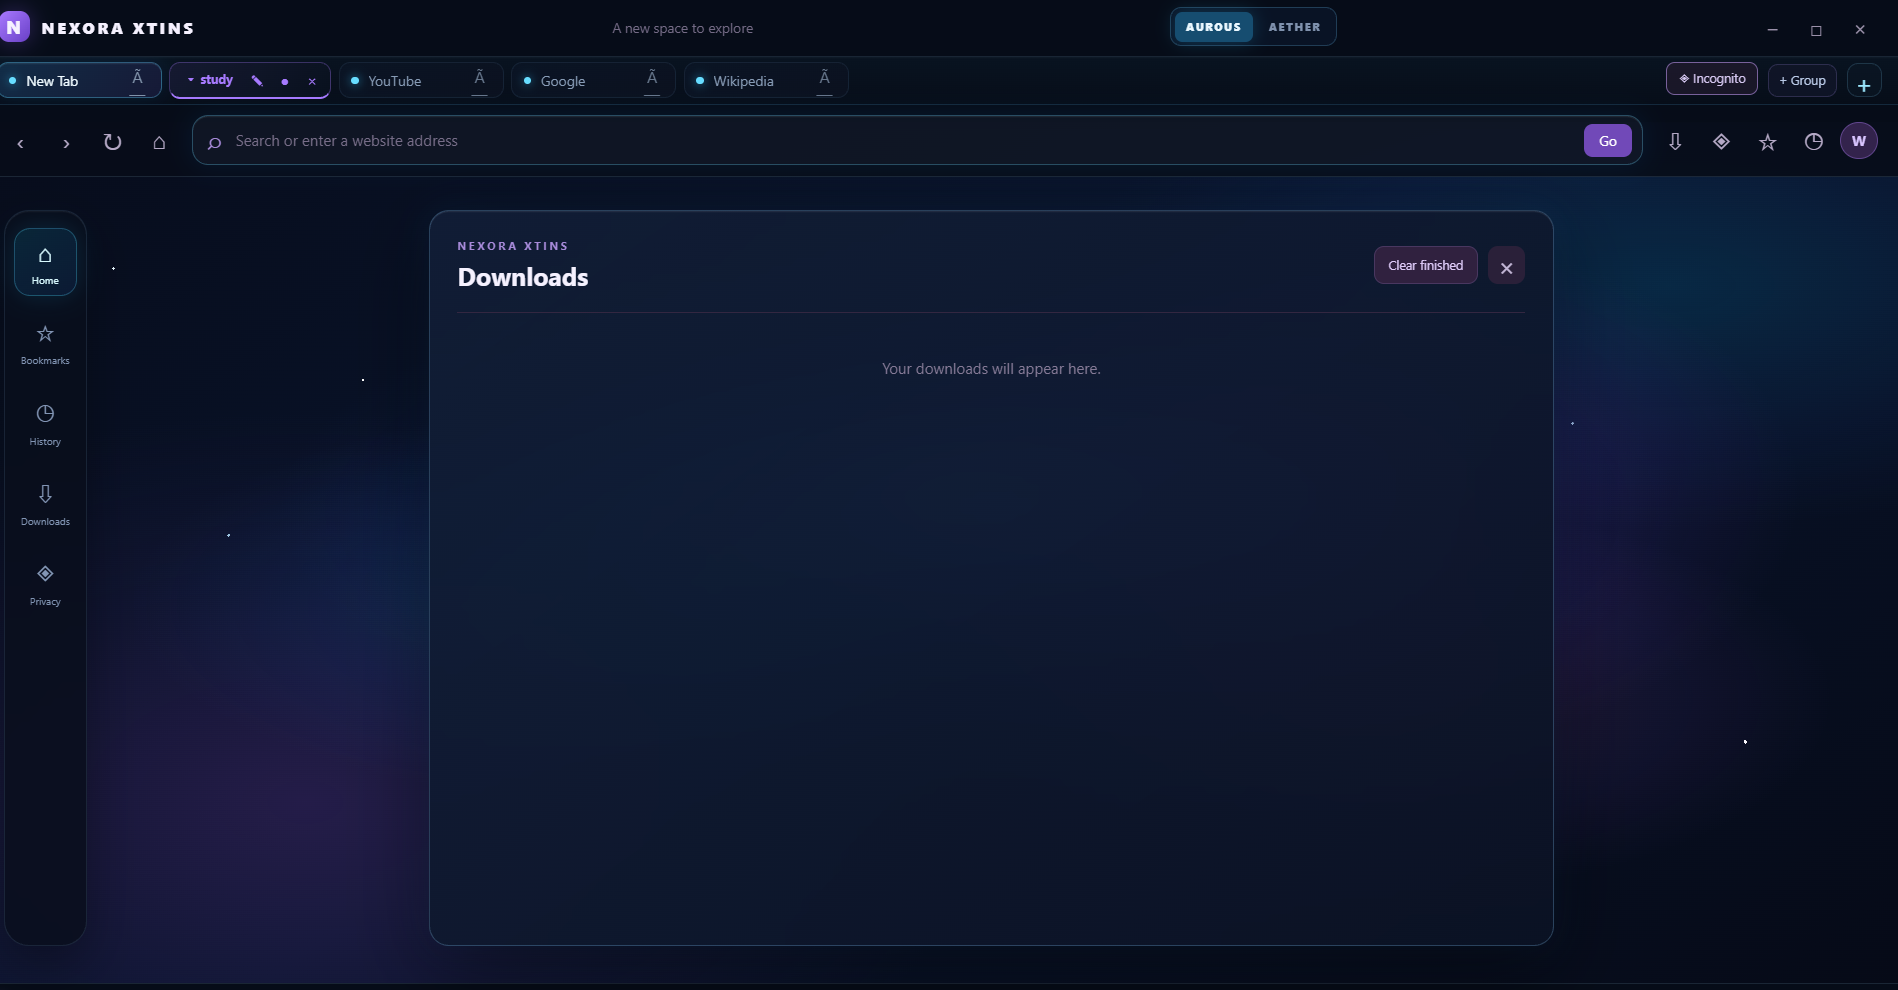 N NEXORA XTINS
A new space to explore
AUROUS AETHER
New Tab Ã
study
YouTube Ã
Google Ã
Wikipedia Ã
Incognito
+ Group
+
Search or enter a website address
Go
W
Home
Bookmarks
History
Downloads
Privacy
NEXORA XTINS
Downloads
Clear finished
Your downloads will appear here.